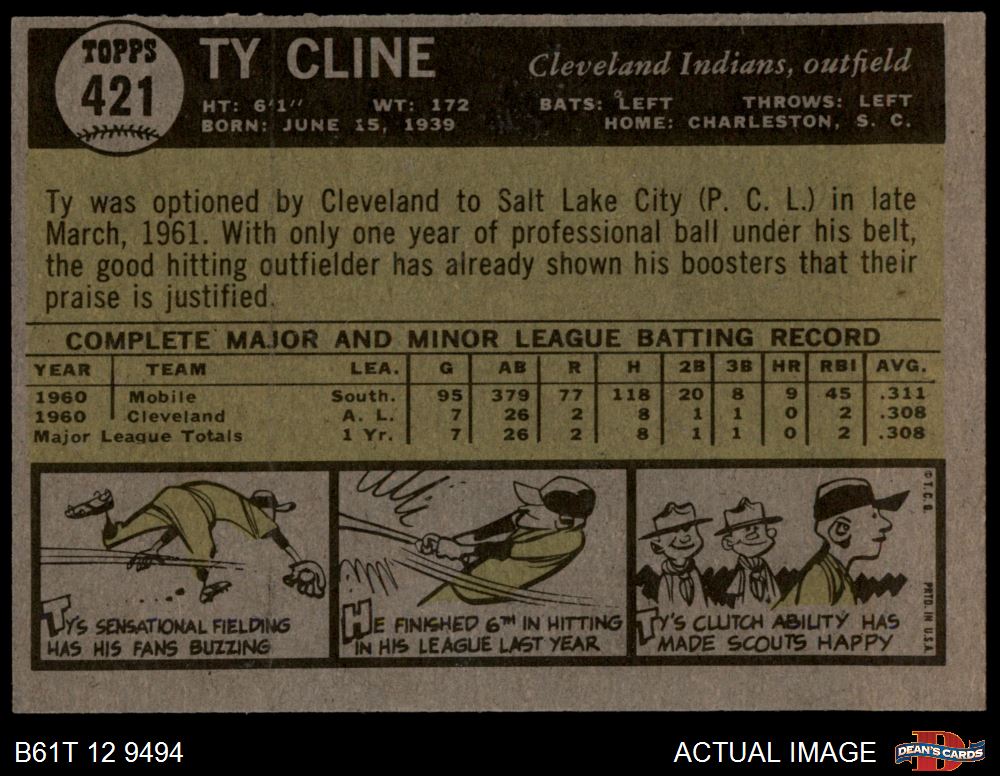 TOPPS
421
TY CLINE
Cleveland Indians, outfield
HT: 6'1" WT: 172 BATS: LEFT THROWS: LEFT
BORN: JUNE 15, 1939 HOME: CHARLESTON, S. C.
Ty was optioned by Cleveland to Salt Lake City (P. C. L.) in late
March, 1961. With only one year of professional ball under his belt,
the good hitting outfielder has already shown his boosters that their
praise is justified.
COMPLETE MAJOR AND MINOR LEAGUE BATTING RECORD
YEAR TEAM LEA. G AB R H 2B 3B HR RBI AVG.
1960 Mobile South. 95 379 77 118 20 8 9 45 .311
1960 Cleveland A. L. 7 26 2 8 1 1 0 2 .308
Major League Totals 1 Yr. 7 26 2 8 1 1 0 2 .308
TY'S SENSATIONAL FIELDING
HAS HIS FANS BUZZING
HE FINISHED 6TH IN HITTING
IN HIS LEAGUE LAST YEAR
TY'S CLUTCH ABILITY HAS
MADE SCOUTS HAPPY
© T. C. G. PRTD. IN U.S.A.
B61T 12 9494
ACTUAL IMAGE
D
DEAN'S CARDS